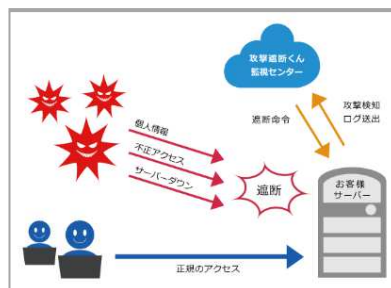 攻撃遮断くん
監視センター
攻撃検知
ログ送出
遮断命令
個人情報
不正アクセス
サーバーダウン
遮断
お客様
サーバー
正規のアクセス